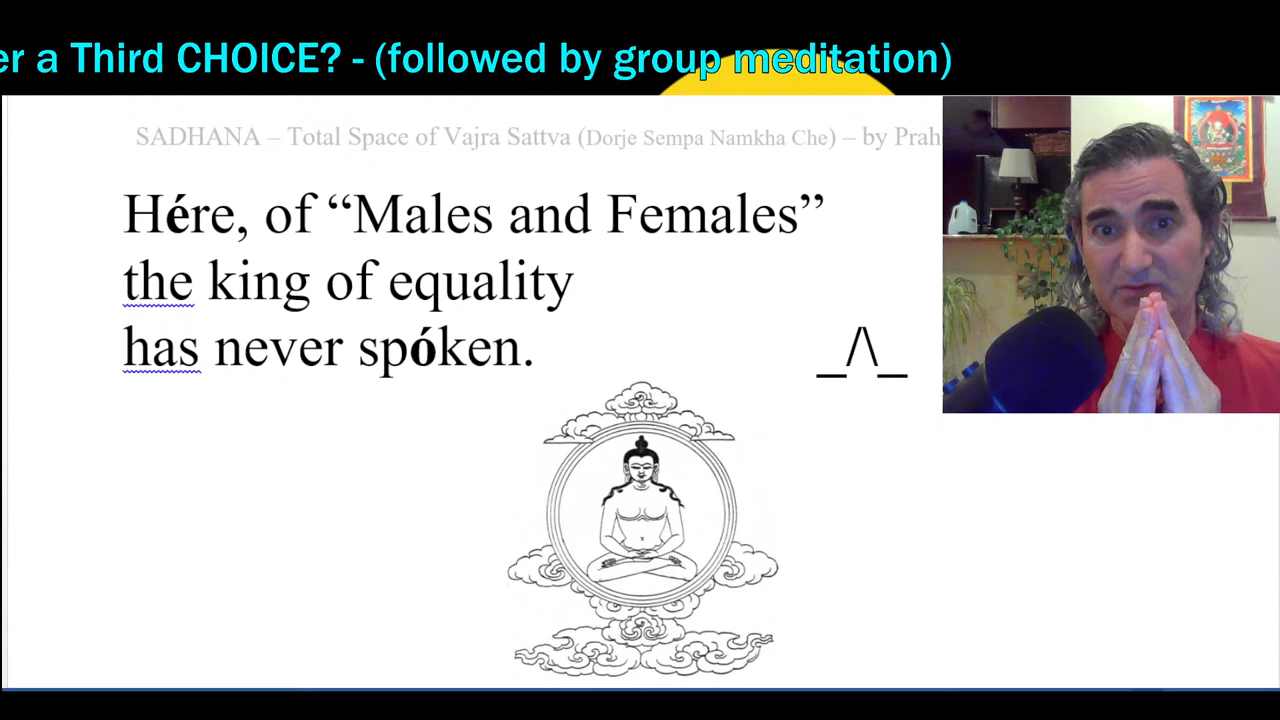 er a Third CHOICE? - (followed by group meditation)
SADHANA – Total Space of Vajra Sattva (Dorje Sempa Namkha Che) – by Prah
Hére, of “Males and Females”
the king of equality
has never spóken. _/\_